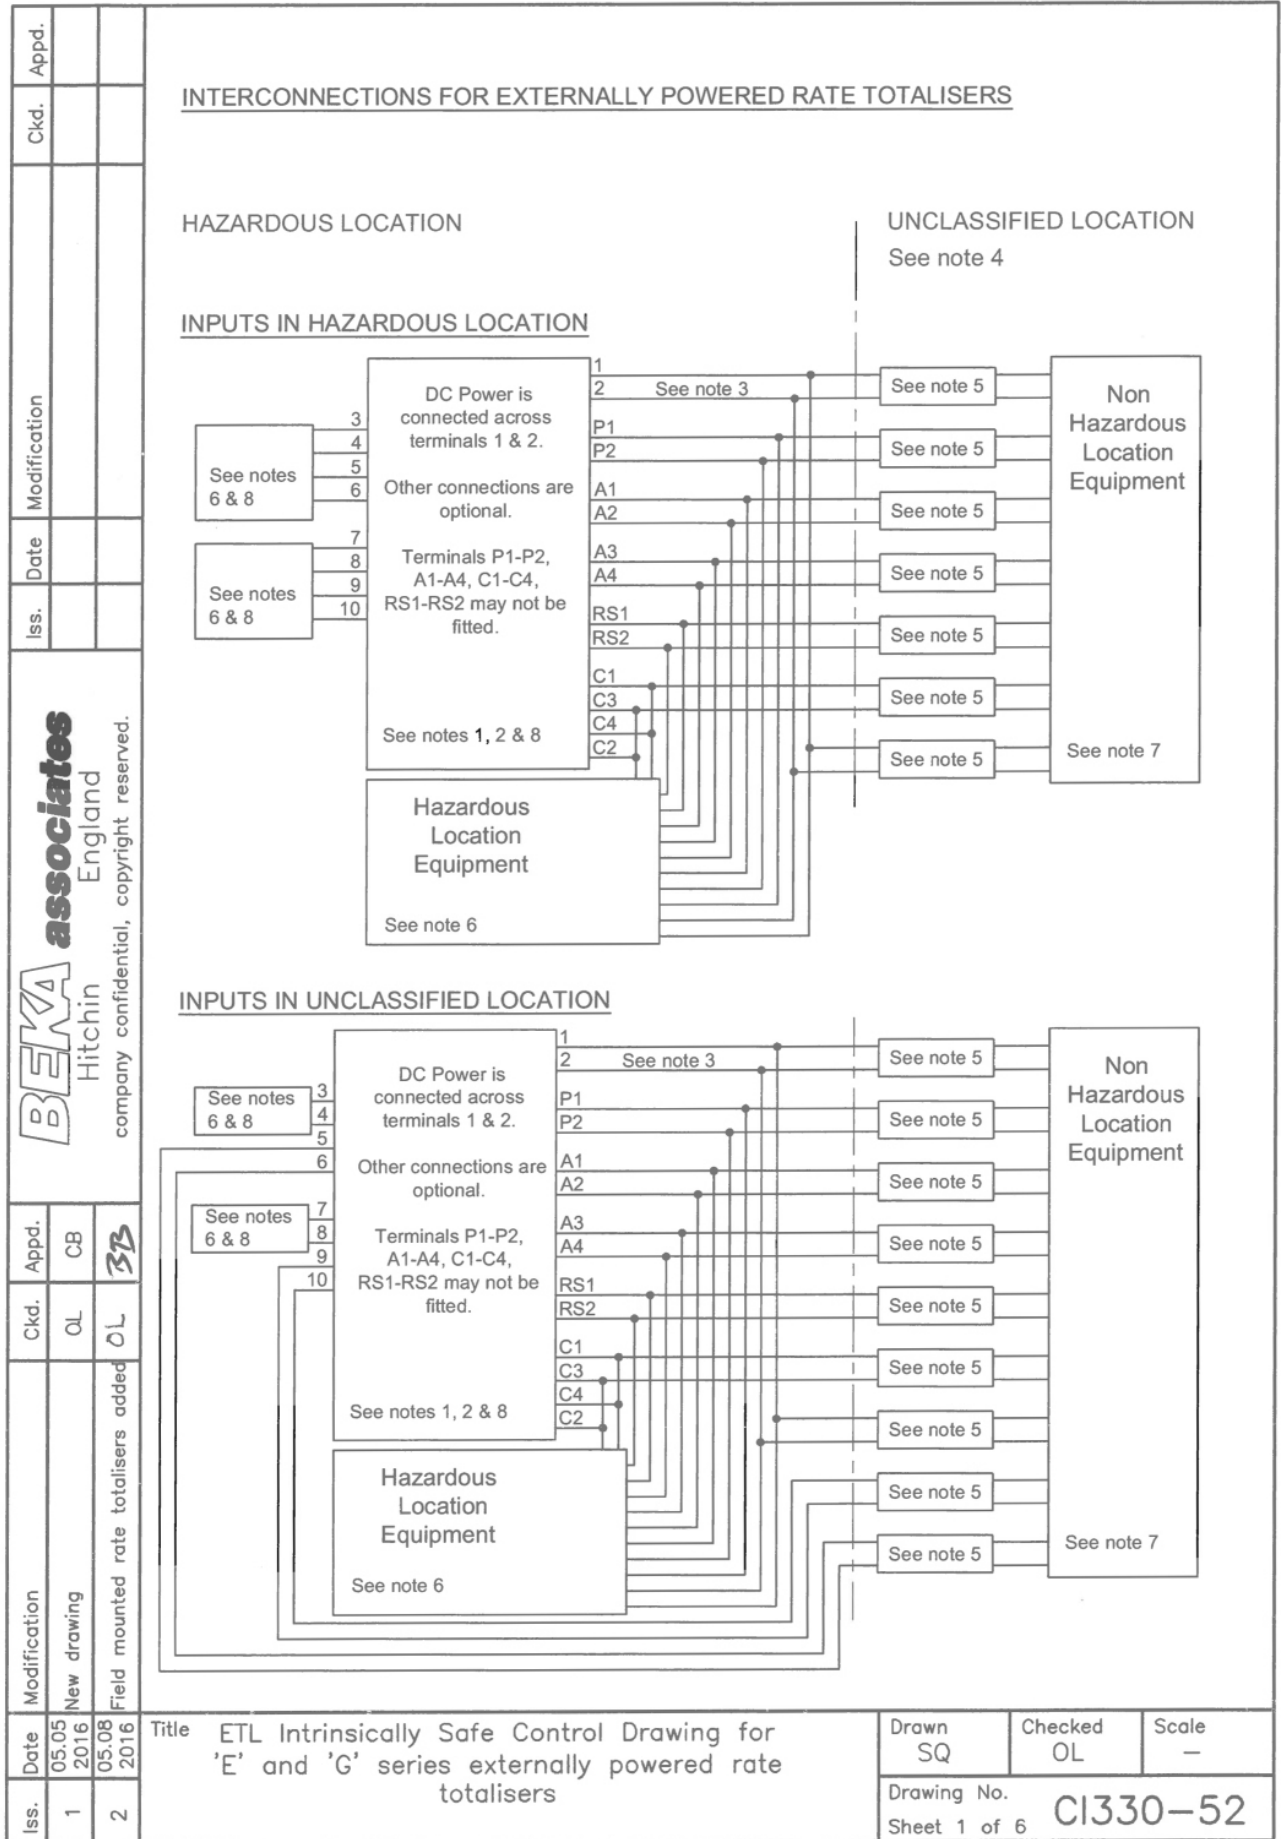 INTERCONNECTIONS FOR EXTERNALLY POWERED RATE TOTALISERS
HAZARDOUS LOCATION
UNCLASSIFIED LOCATION
See note 4
INPUTS IN HAZARDOUS LOCATION
DC Power is
connected across
terminals 1 & 2.
Other connections are
optional.
Terminals P1-P2,
A1-A4, C1-C4,
RS1-RS2 may not be
fitted.
See notes 1, 2 & 8
3
4
5
6
See notes
6 & 8
7
8
9
10
See notes
6 & 8
1
2
See note 3
P1
P2
A1
A2
A3
A4
RS1
RS2
C1
C3
C4
C2
See note 5
See note 5
See note 5
See note 5
See note 5
See note 5
See note 5
Non
Hazardous
Location
Equipment
See note 7
Hazardous
Location
Equipment
See note 6
INPUTS IN UNCLASSIFIED LOCATION
DC Power is
connected across
terminals 1 & 2.
Other connections are
optional.
Terminals P1-P2,
A1-A4, C1-C4,
RS1-RS2 may not be
fitted.
See notes 1, 2 & 8
See notes
6 & 8
3
4
5
6
See notes
6 & 8
7
8
9
10
1
2
See note 3
P1
P2
A1
A2
A3
A4
RS1
RS2
C1
C3
C4
C2
See note 5
See note 5
See note 5
See note 5
See note 5
See note 5
See note 5
See note 5
See note 5
Non
Hazardous
Location
Equipment
See note 7
Hazardous
Location
Equipment
See note 6
Iss. Date Modification Ckd. Appd.
BEKA associates
Hitchin England
company confidential, copyright reserved.
Iss. Date Modification Ckd. Appd.
1 05.05 2016 New drawing OL CB
2 05.08 2016 Field mounted rate totalisers added OL BB
Title ETL Intrinsically Safe Control Drawing for
'E' and 'G' series externally powered rate
totalisers
Drawn
SQ
Checked
OL
Scale
—
Drawing No.
CI330-52
Sheet 1 of 6